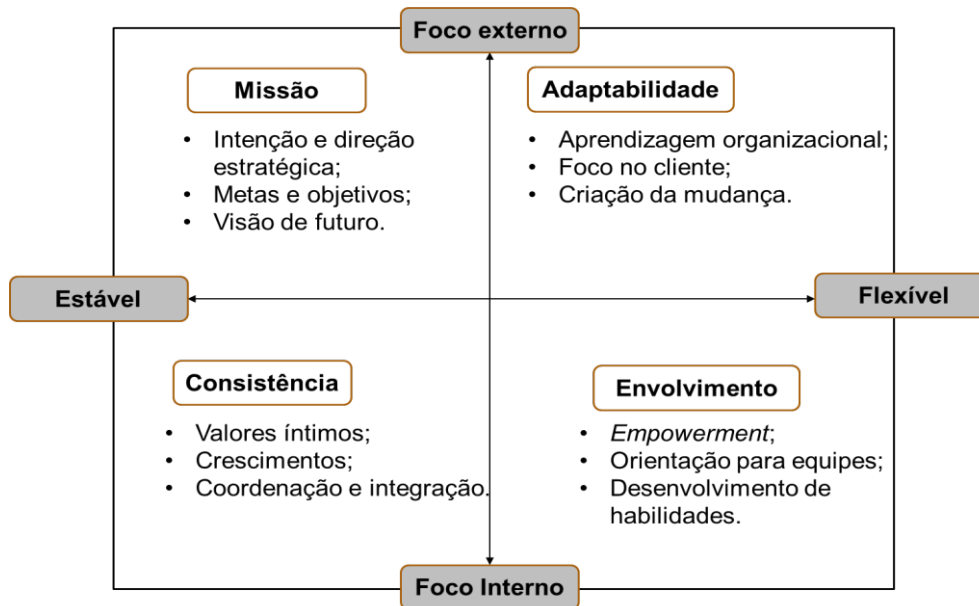 Foco externo
Missão
• Intenção e direção
estratégica;
• Metas e objetivos;
• Visão de futuro.
Adaptabilidade
• Aprendizagem organizacional;
• Foco no cliente;
• Criação da mudança.
Estável
Flexível
Consistência
• Valores íntimos;
• Crescimentos;
• Coordenação e integração.
Envolvimento
• Empowerment;
• Orientação para equipes;
• Desenvolvimento de
habilidades.
Foco Interno